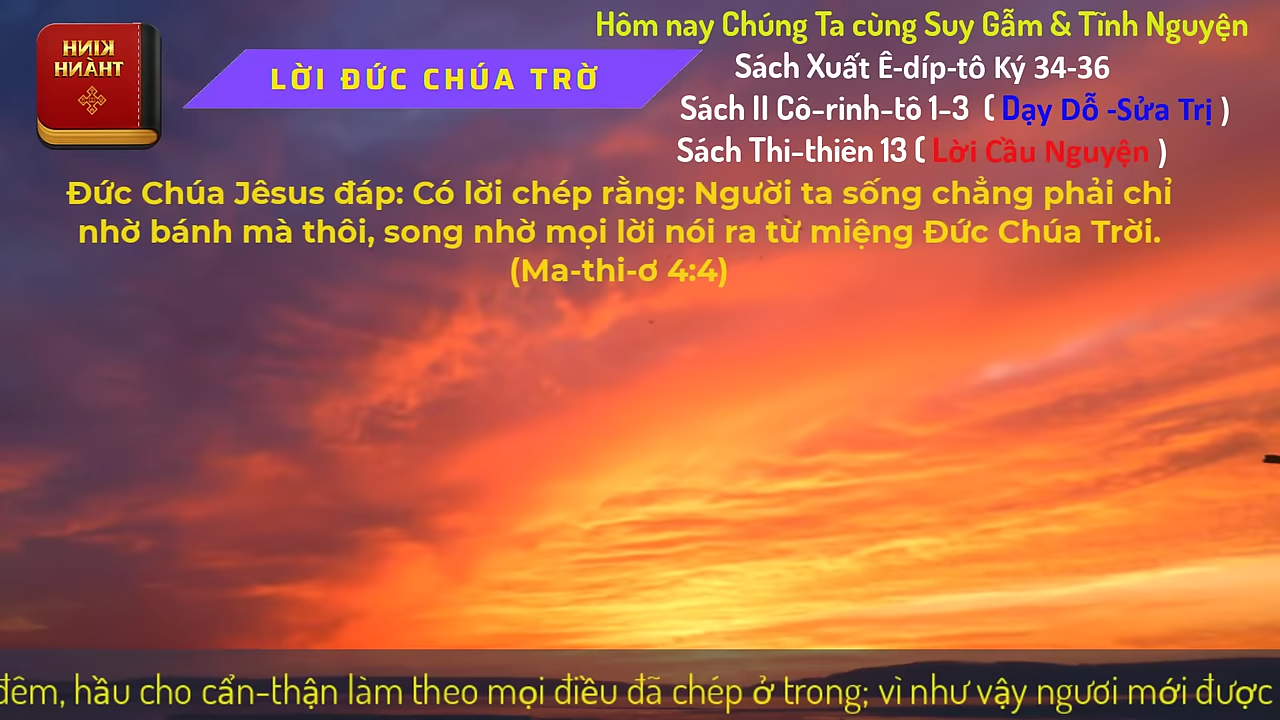 KINH
THÁNH
LỜI ĐỨC CHÚA TRỜ
Hôm nay Chúng Ta cùng Suy Gẫm & Tĩnh Nguyện
Sách Xuất Ê-díp-tô Ký 34-36
Sách II Cô-rinh-tô 1-3 ( Dạy Dỗ -Sửa Trị )
Sách Thi-thiên 13 ( Lời Cầu Nguyện )
Đức Chúa Jêsus đáp: Có lời chép rằng: Người ta sống chẳng phải chỉ
nhờ bánh mà thôi, song nhờ mọi lời nói ra từ miệng Đức Chúa Trời.
(Ma-thi-ơ 4:4)
đêm, hầu cho cẩn-thận làm theo mọi điều đã chép ở trong; vì như vậy ngươi mới được